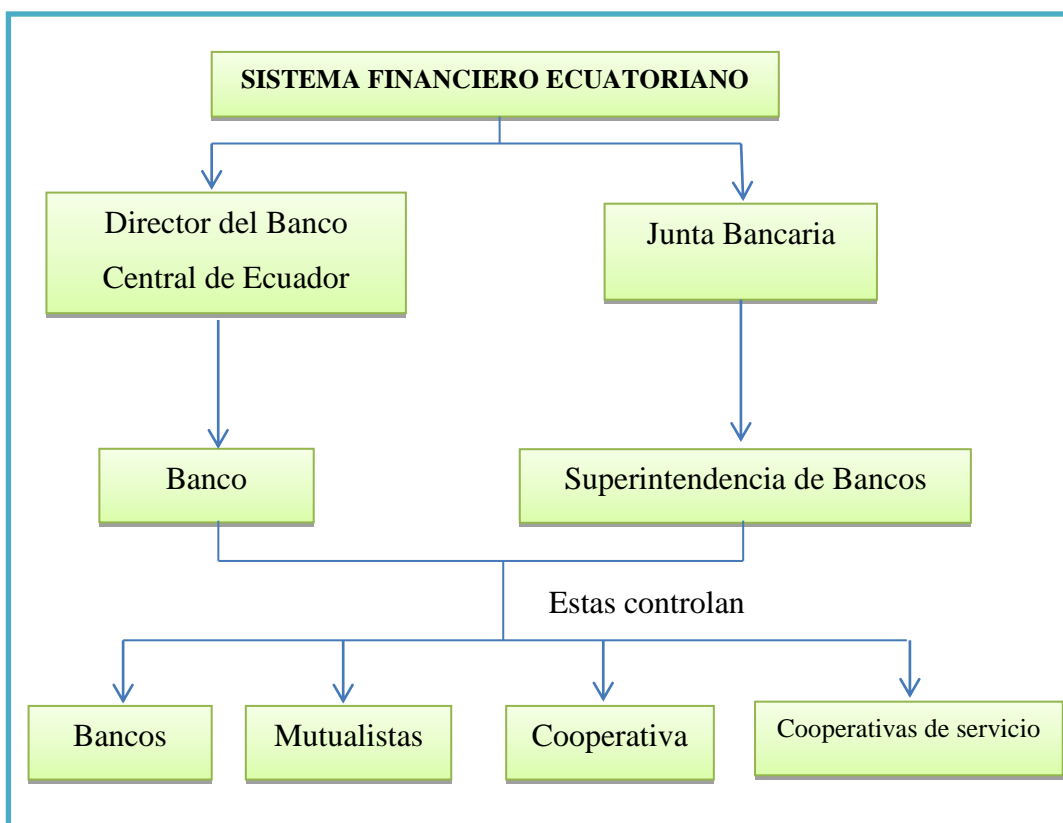 SISTEMA FINANCIERO ECUATORIANO
Director del Banco
Central de Ecuador
Junta Bancaria
Banco
Superintendencia de Bancos
Estas controlan
Bancos
Mutualistas
Cooperativa
Cooperativas de servicio